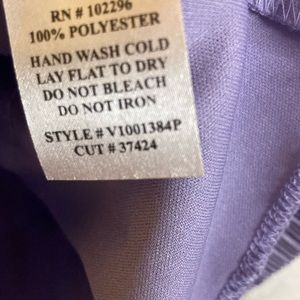 RN # 102296
100% POLYESTER
HAND WASH COLD
LAY FLAT TO DRY
DO NOT BLEACH
DO NOT IRON
STYLE # V1001384P
CUT # 37424